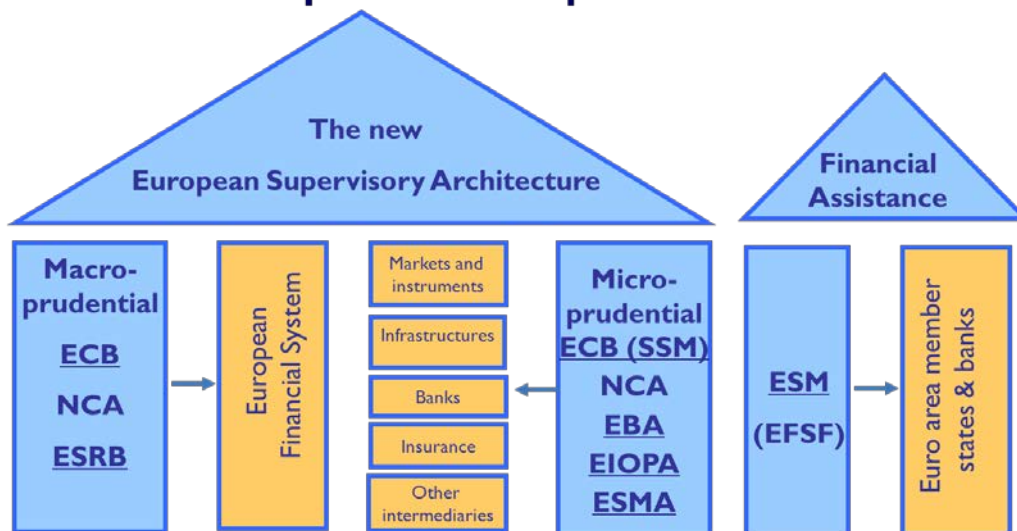 The new
European Supervisory Architecture
Financial
Assistance
Macro-
prudential
ECB
NCA
ESRB
European
Financial System
Markets and
instruments
Infrastructures
Banks
Insurance
Other
intermediaries
Micro-
prudential
ECB (SSM)
NCA
EBA
EIOPA
ESMA
ESM
(EFSF)
Euro area member
states & banks